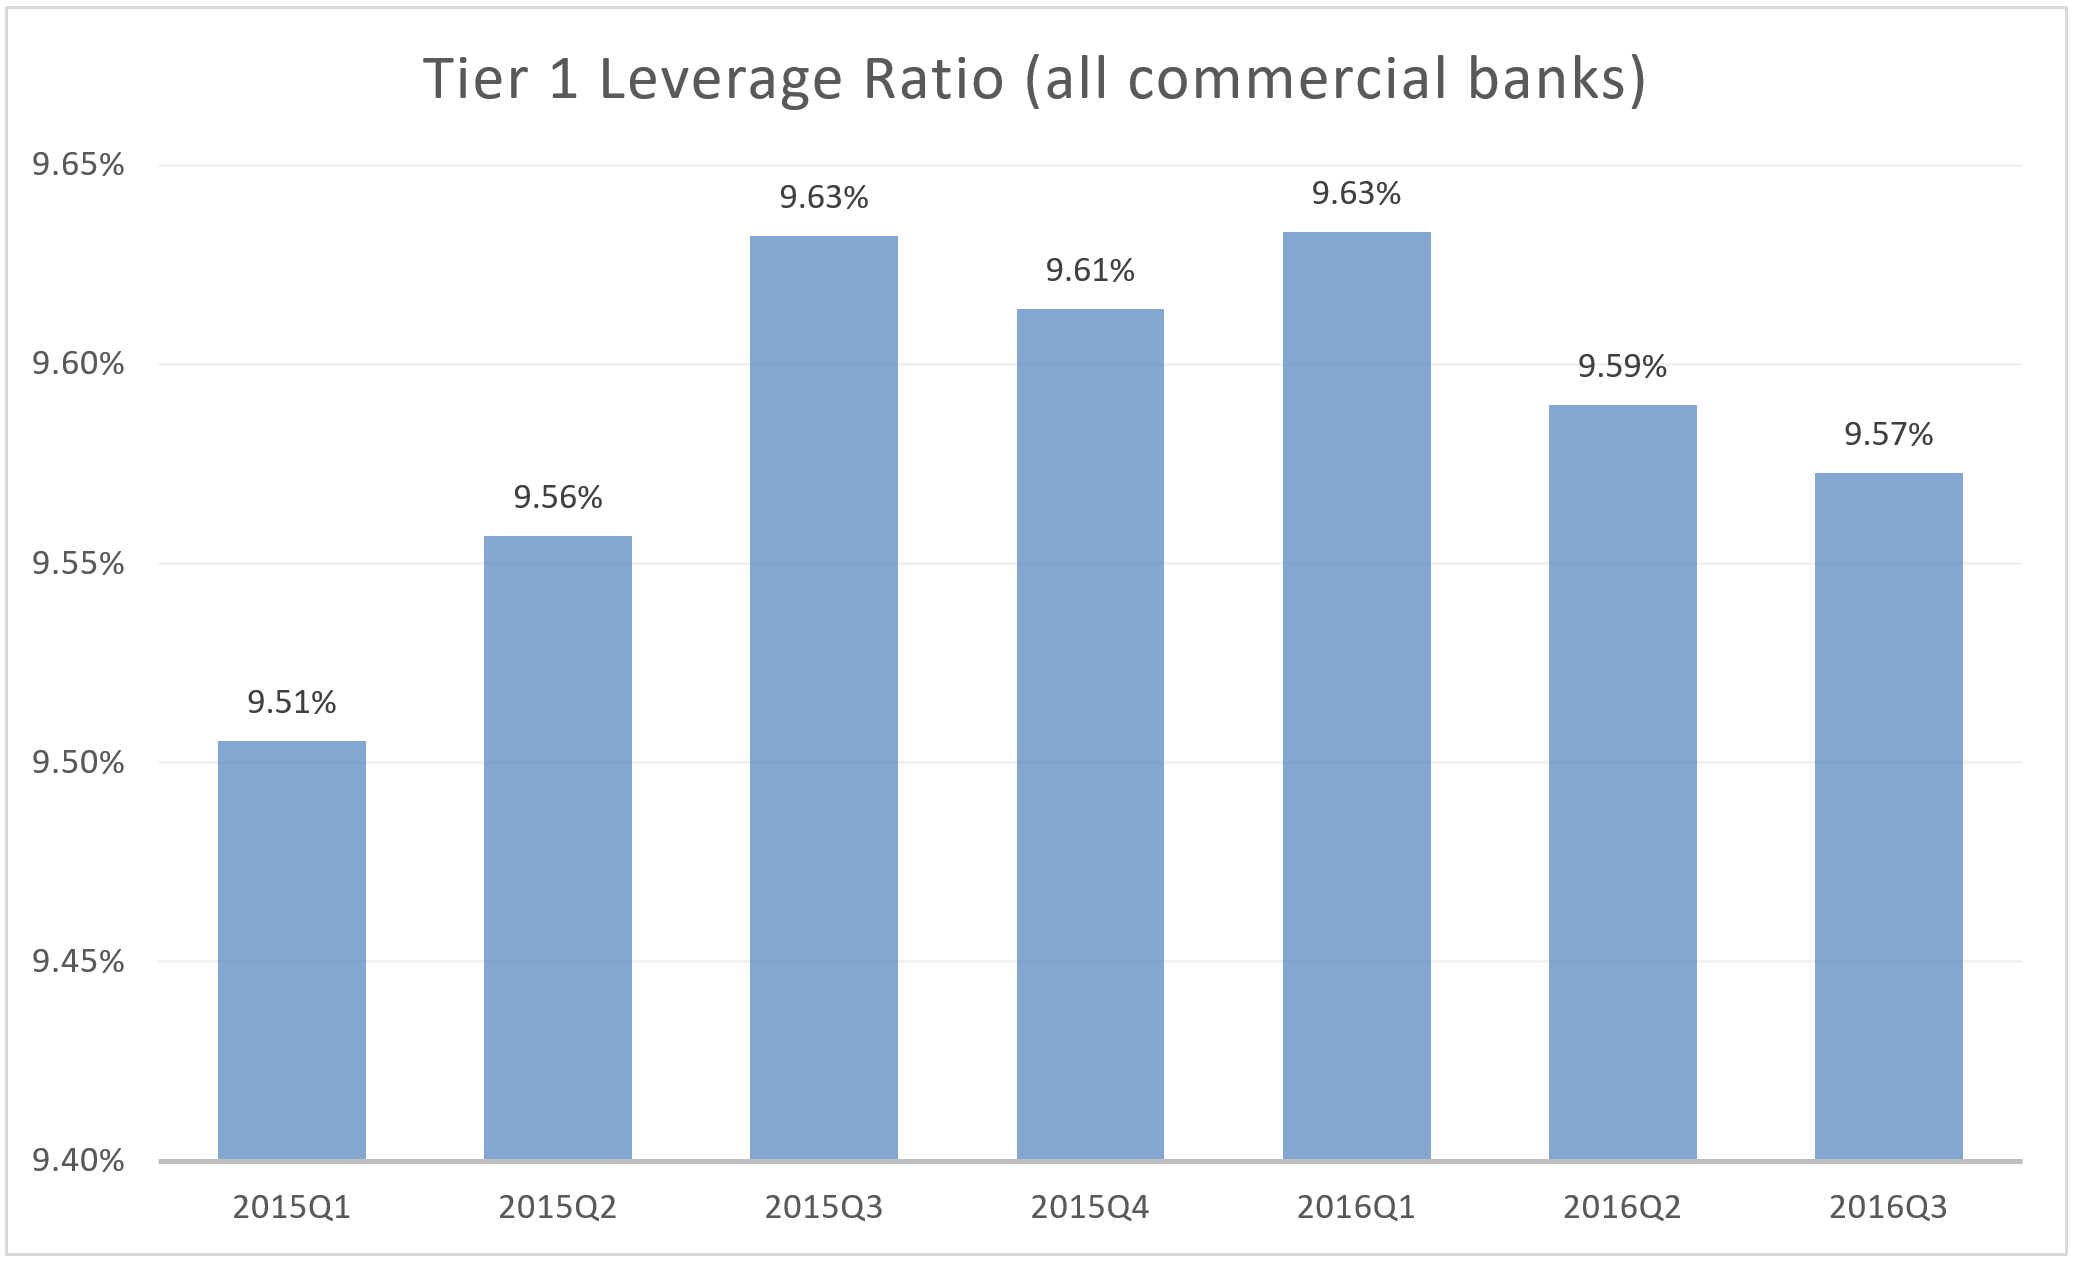 Tier 1 Leverage Ratio (all commercial banks)
9.65%
9.60%
9.55%
9.50%
9.45%
9.40%
9.51%
9.56%
9.63%
9.61%
9.63%
9.59%
9.57%
2015Q1
2015Q2
2015Q3
2015Q4
2016Q1
2016Q2
2016Q3